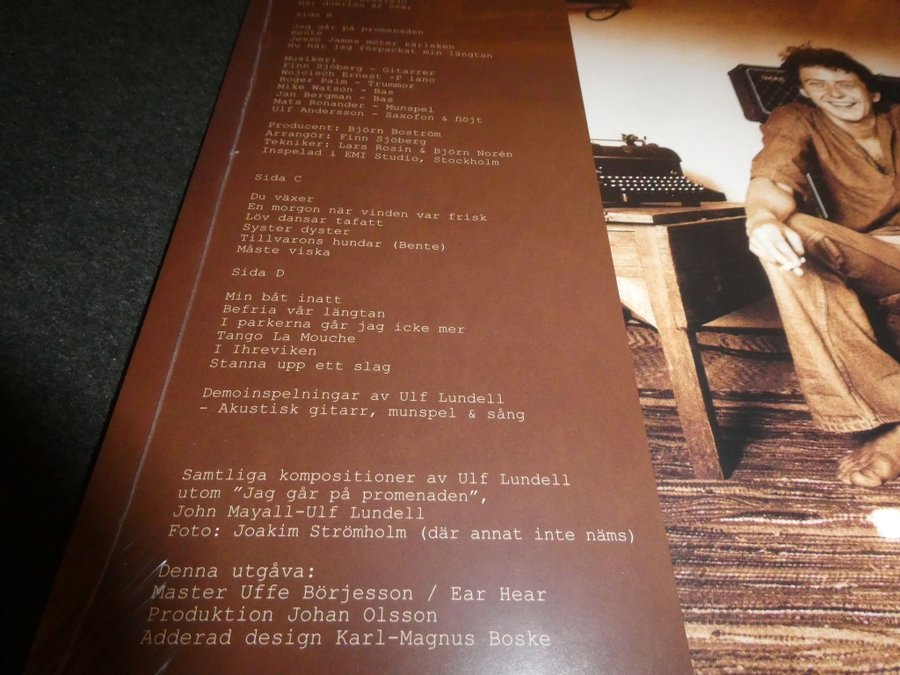 När duellen är över
Sida B
Jag går på promenaden
Bente
Jesse James möter kärleken
Nu har jag förpackat min längtan
Musiker:
Finn Sjöberg - Gitarrer
Wojciech Ernest -P iano
Roger Palm - Trummor
Mike Watson - Bas
Jan Bergman - Bas
Mats Ronander - Munspel
Ulf Andersson - Saxofon & flöjt
Producent: Björn Boström
Arrangör: Finn Sjöberg
Tekniker: Lars Rosin & Björn Norén
Inspelad i EMI Studio, Stockholm
Sida C
Du växer
En morgon när vinden var frisk
Löv dansar tafatt
Syster dyster
Tillvarons hundar (Bente)
Måste viska
Sida D
Min båt inatt
Befria vår längtan
I parkerna går jag icke mer
Tango La Mouche
I Ihreviken
Stanna upp ett slag
Demoinspelningar av Ulf Lundell
- Akustisk gitarr, munspel & sång
Samtliga kompositioner av Ulf Lundell
utom ”Jag går på promenaden”,
John Mayall-Ulf Lundell
Foto: Joakim Strömholm (där annat inte näms)
Denna utgåva:
Master Uffe Börjesson / Ear Hear
Produktion Johan Olsson
Adderad design Karl-Magnus Boske